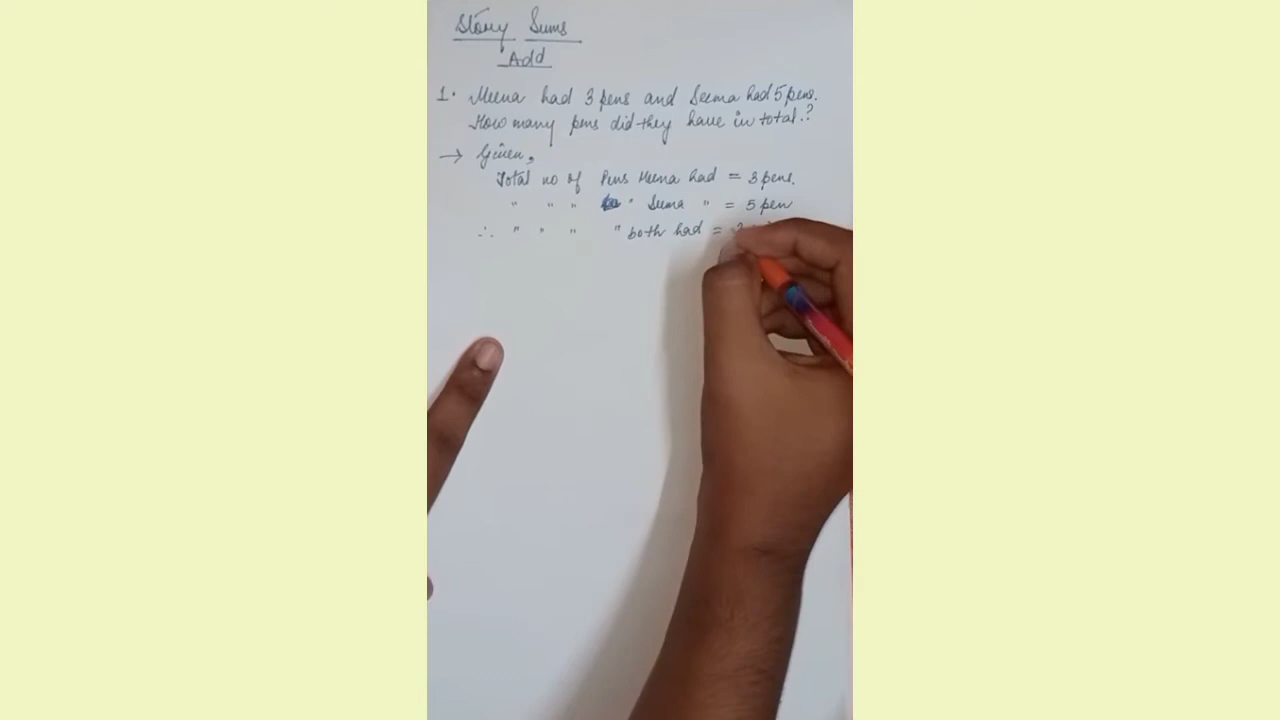 Story Sums
Add
1. Meena had 3 pens and Seema had 5 pens.
How many pens did they have in total.?
→ Given,
Total no of Pens Meena had = 3 pens.
" " " " Seema " = 5 pen
∴ " " " " both had =